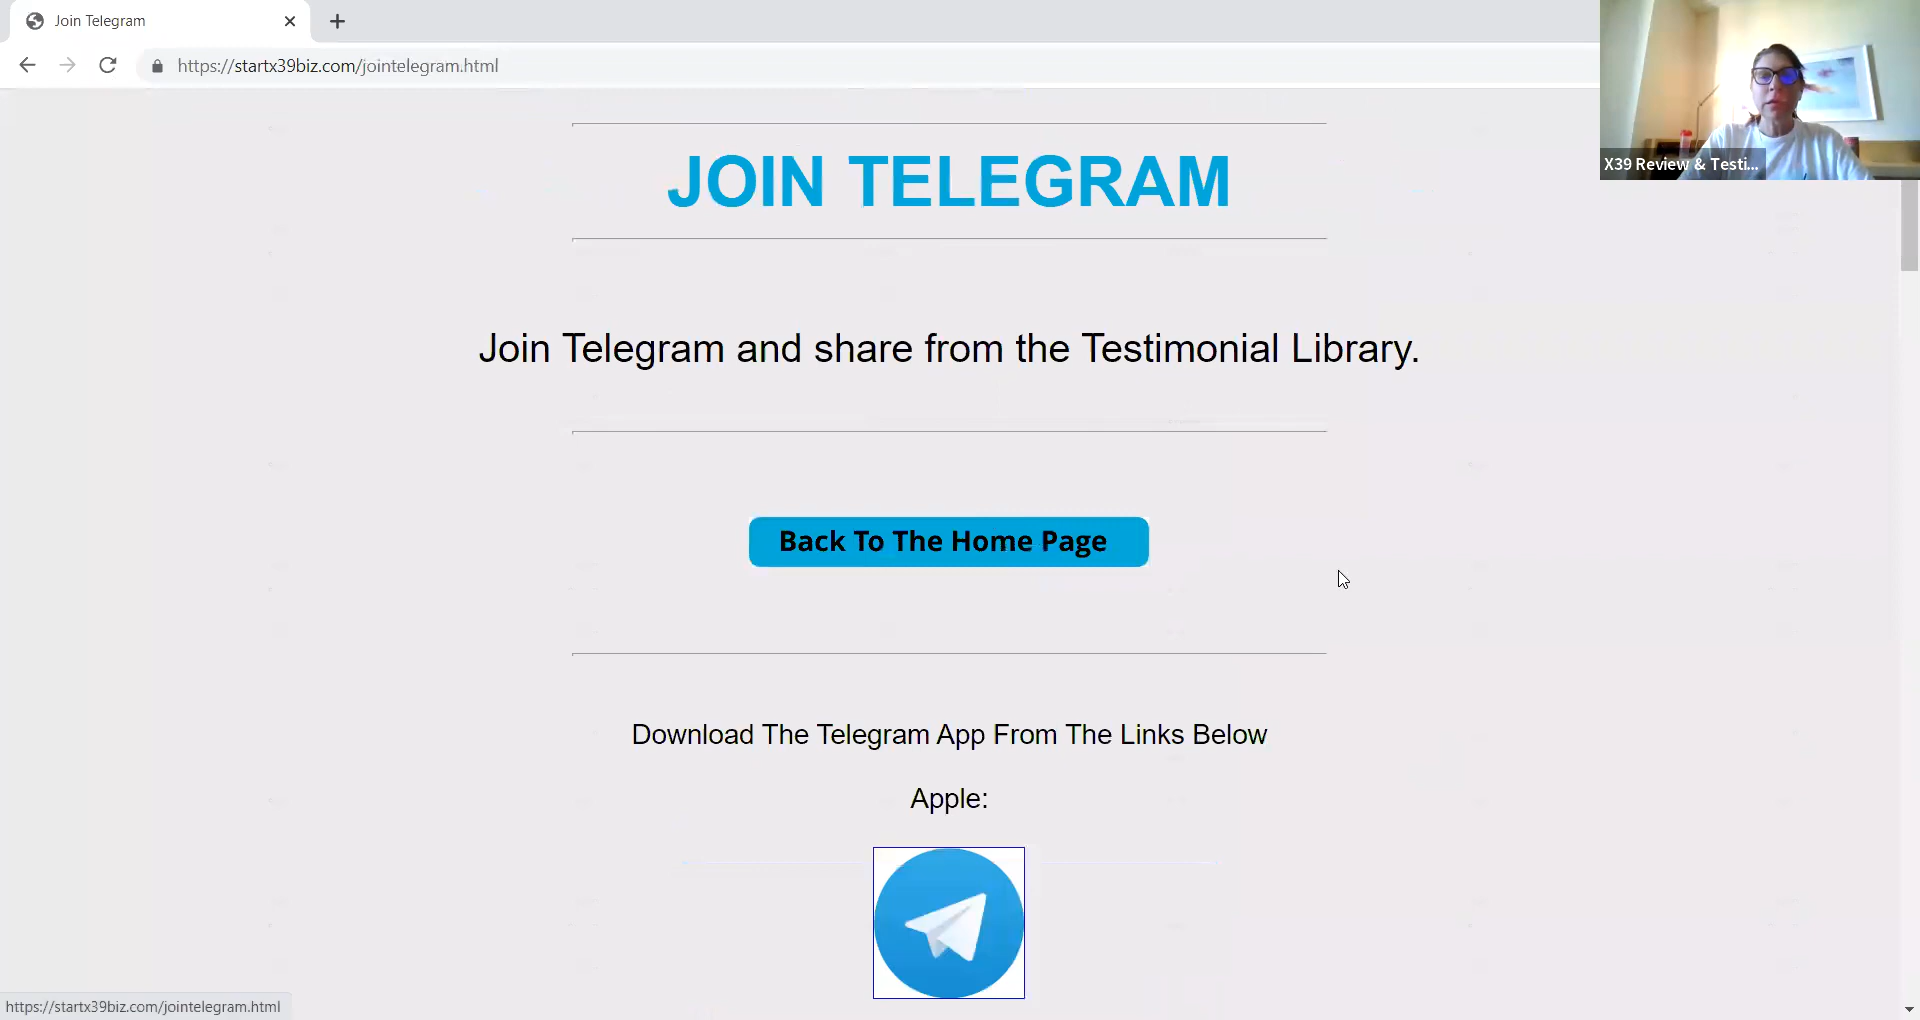 Join Telegram
https://startx39biz.com/jointelegram.html
X39 Review & Testi...
JOIN TELEGRAM
Join Telegram and share from the Testimonial Library.
Back To The Home Page
Download The Telegram App From The Links Below
Apple:
https://startx39biz.com/jointelegram.html